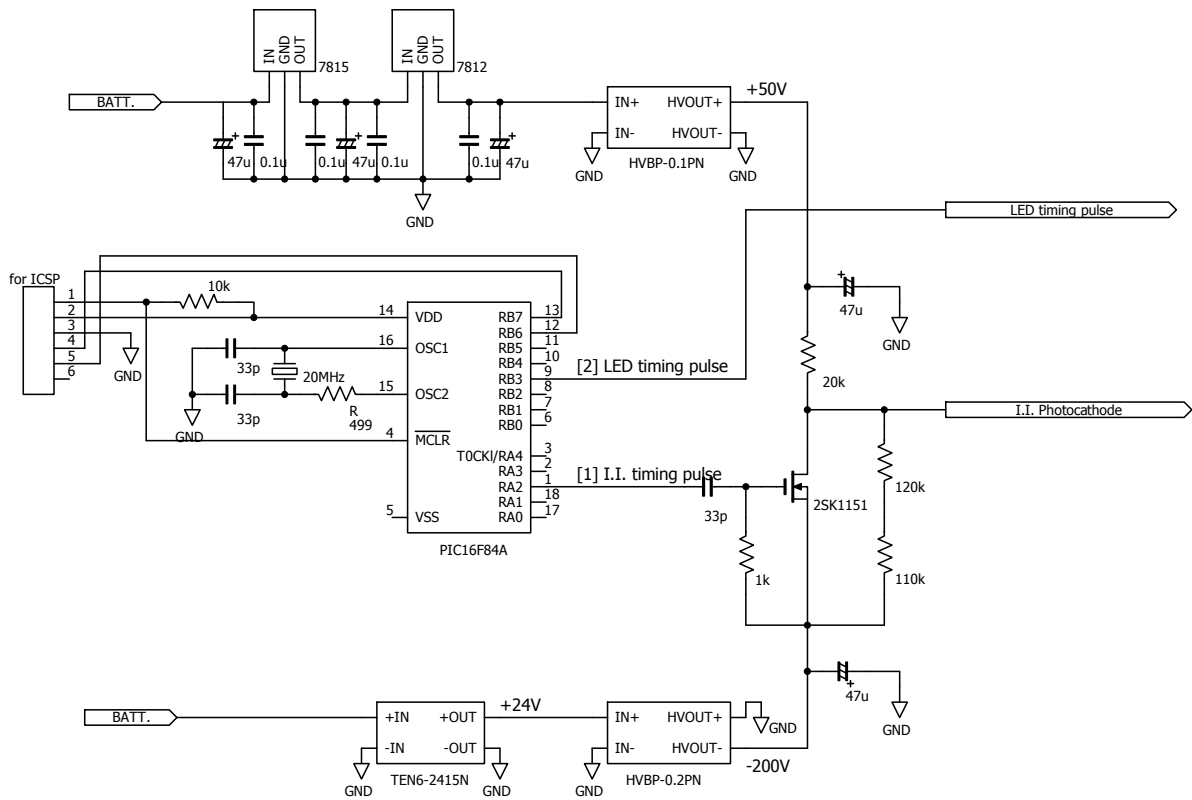 IN
GND
OUT
7815
IN
GND
OUT
7812
BATT.
47u
0.1u
0.1u
47u
0.1u
0.1u
47u
GND
IN+
HVOUT+
IN-
HVOUT-
GND
HVBP-0.1PN
GND
+50V
LED timing pulse
47u
GND
20k
for ICSP
1
2
3
4
5
6
10k
GND
33p
20MHz
33p
R
499
GND
14
VDD
16
OSC1
15
OSC2
4
MCLR
5
VSS
RB7
13
RB6
12
RB5
11
RB4
10
RB3
9
RB2
8
RB1
7
RB0
6
T0CKI/RA4
3
RA3
2
RA2
1
RA1
18
RA0
17
PIC16F84A
[2] LED timing pulse
[1] I.I. timing pulse
33p
1k
2SK1151
I.I. Photocathode
120k
110k
47u
GND
BATT.
+IN
+OUT
-IN
-OUT
GND
TEN6-2415N
GND
+24V
IN+
HVOUT+
IN-
HVOUT-
GND
HVBP-0.2PN
GND
-200V